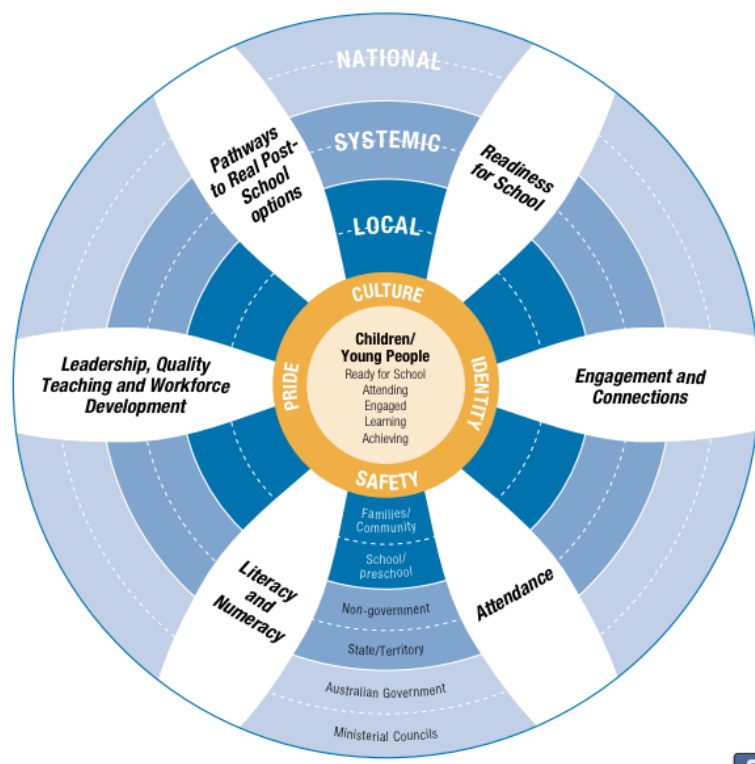 NATIONAL
SYSTEMIC
LOCAL
Pathways
to Real Post-
School
options
Readiness
for School
CULTURE
PRIDE
IDENTITY
SAFETY
Children/
Young People
Ready for School
Attending
Engaged
Learning
Achieving
Leadership, Quality
Teaching and Workforce
Development
Engagement and
Connections
Literacy
and
Numeracy
Attendance
Families/
Community
School/
preschool
Non-government
State/Territory
Australian Government
Ministerial Councils